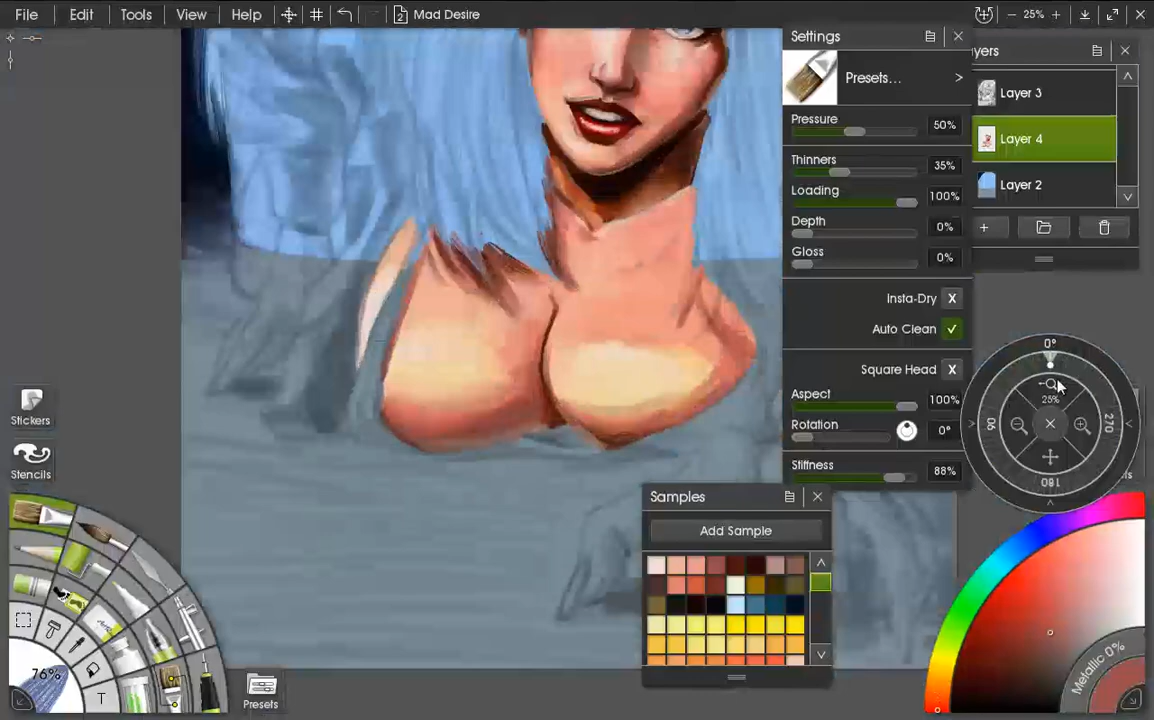 File Edit Tools View Help 2 Mad Desire 25%
Settings
Presets... >
Pressure 50%
Thinners 35%
Loading 100%
Depth 0%
Gloss 0%
Insta-Dry X
Auto Clean
Square Head X
Aspect 100%
Rotation 0°
Stiffness 88%
yers
Layer 3
Layer 4
Layer 2
0°
25%
90
270
180
Stickers
Stencils
76%
T
Presets
Samples
Add Sample
Metallic 0%